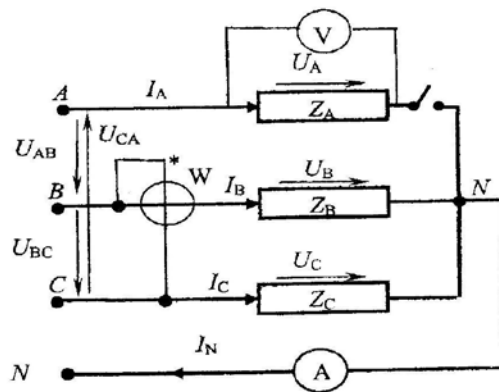 V
U_A
A I_A
Z_A
U_AB U_CA
* W
B I_B U_B
Z_B N
U_BC
C I_C U_C
Z_C
N I_N A